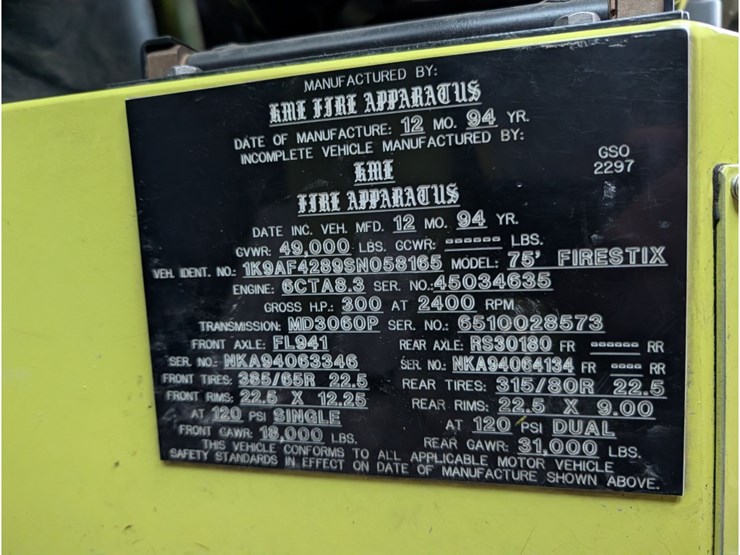 MANUFACTURED BY:
KME FIRE APPARATUS
DATE OF MANUFACTURE: 12 MO. 94 YR.
INCOMPLETE VEHICLE MANUFACTURED BY:
GSO
2297
KME
FIRE APPARATUS
DATE INC. VEH. MFD. 12 MO. 94 YR.
GVWR: 49,000 LBS. GCWR: ------ LBS.
VEH. IDENT. NO.: 1K9AF4289SN058165 MODEL: 75' FIRESTIX
ENGINE: 6CTA8.3 SER. NO.:45034635
GROSS H.P.: 300 AT 2400 RPM
TRANSMISSION: MD3060P SER. NO.: 6510028573
FRONT AXLE: FL941 REAR AXLE: RS30180 FR ------ RR
SER. NO.: NKA94063346 SER. NO.: NKA94064134 FR ---- RR
FRONT TIRES: 385/65R 22.5 REAR TIRES: 315/80R 22.5
FRONT RIMS: 22.5 X 12.25 REAR RIMS: 22.5 X 9.00
AT 120 PSI SINGLE AT 120 PSI DUAL
FRONT GAWR: 18,000 LBS. REAR GAWR: 31,000 LBS.
THIS VEHICLE CONFORMS TO ALL APPLICABLE MOTOR VEHICLE
SAFETY STANDARDS IN EFFECT ON DATE OF MANUFACTURE SHOWN ABOVE.